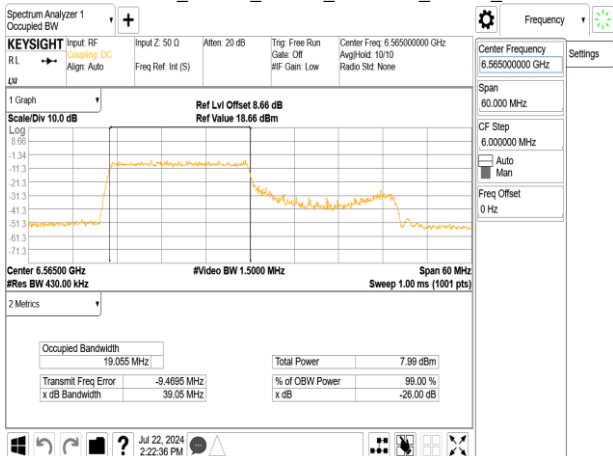 Spectrum Analyzer 1
Occupied BW
+
Frequency
KEYSIGHT
RL
LXI
Input: RF
Coupling: DC
Align: Auto
Input Z: 50 Ω
Freq Ref: Int (S)
Atten: 20 dB
Trig: Free Run
Gate: Off
#IF Gain: Low
Center Freq: 6.565000000 GHz
Avg|Hold: 10/10
Radio Std: None
Center Frequency
6.565000000 GHz
Settings
Span
60.000 MHz
CF Step
6.000000 MHz
Auto
Man
Freq Offset
0 Hz
1 Graph
Scale/Div 10.0 dB
Ref Lvl Offset 8.66 dB
Ref Value 18.66 dBm
Log
8.66
-1.34
-11.3
-21.3
-31.3
-41.3
-51.3
-61.3
-71.3
Center 6.56500 GHz
#Video BW 1.5000 MHz
Span 60 MHz
#Res BW 430.00 kHz
Sweep 1.00 ms (1001 pts)
2 Metrics
Occupied Bandwidth
19.055 MHz
Total Power 7.99 dBm
Transmit Freq Error -9.4695 MHz
% of OBW Power 99.00 %
x dB Bandwidth 39.05 MHz
x dB -26.00 dB
?
Jul 22, 2024
2:22:36 PM